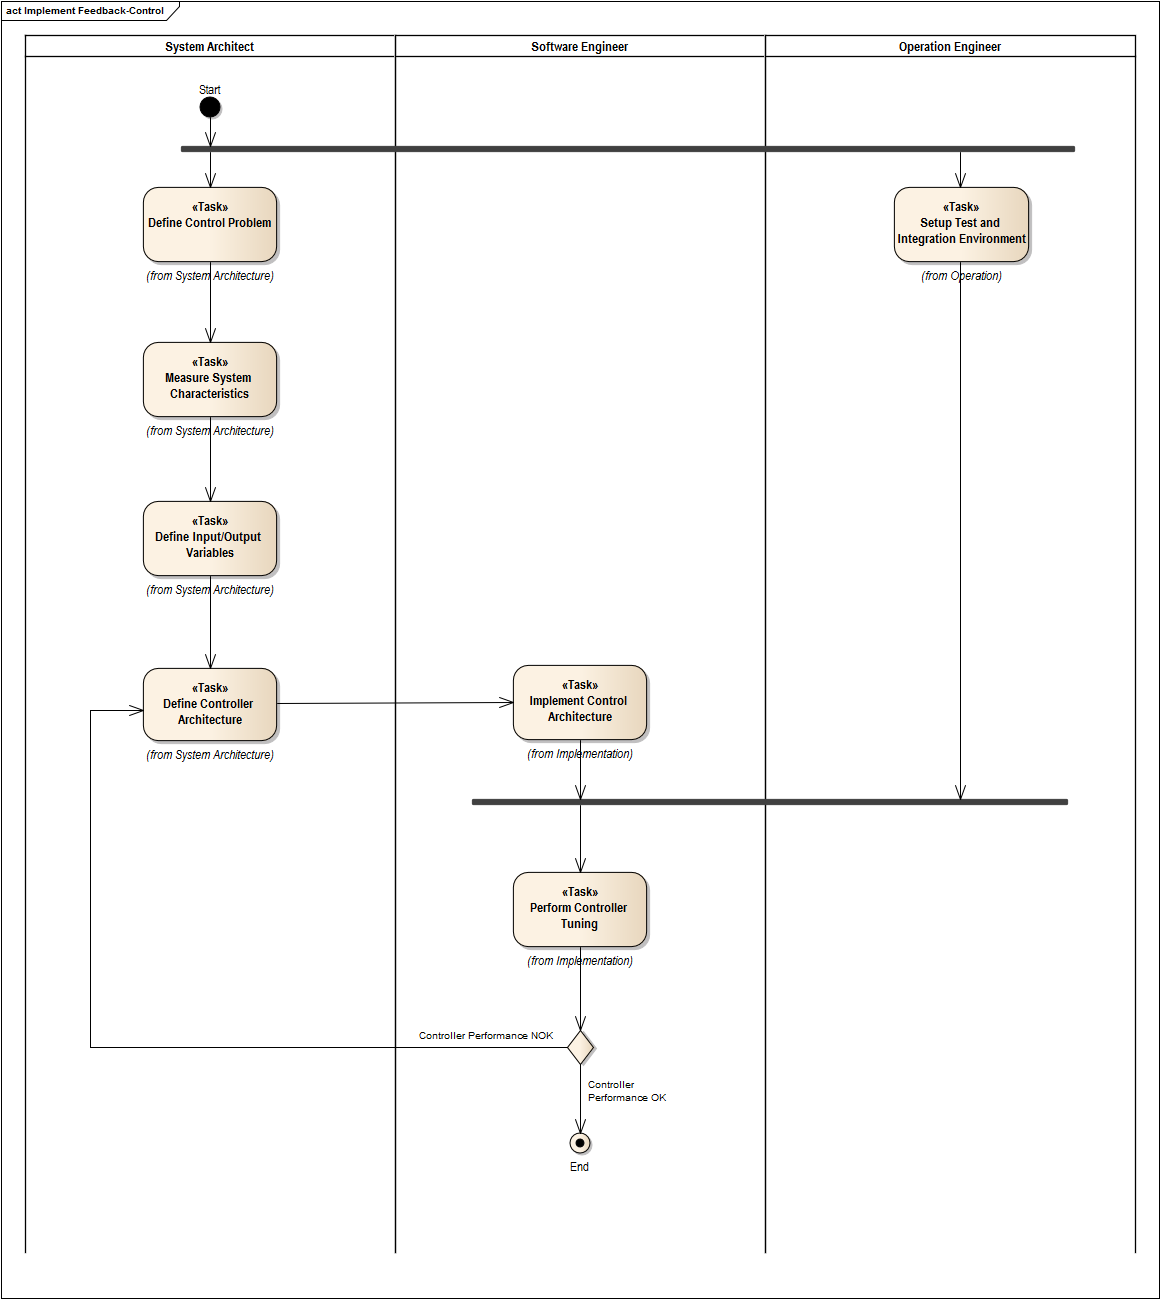 act Implement Feedback-Control
System Architect
Software Engineer
Operation Engineer
Start
«Task»
Define Control Problem
(from System Architecture)
«Task»
Setup Test and
Integration Environment
(from Operation)
«Task»
Measure System
Characteristics
(from System Architecture)
«Task»
Define Input/Output
Variables
(from System Architecture)
«Task»
Define Controller
Architecture
(from System Architecture)
«Task»
Implement Control
Architecture
(from Implementation)
«Task»
Perform Controller
Tuning
(from Implementation)
Controller Performance NOK
Controller
Performance OK
End